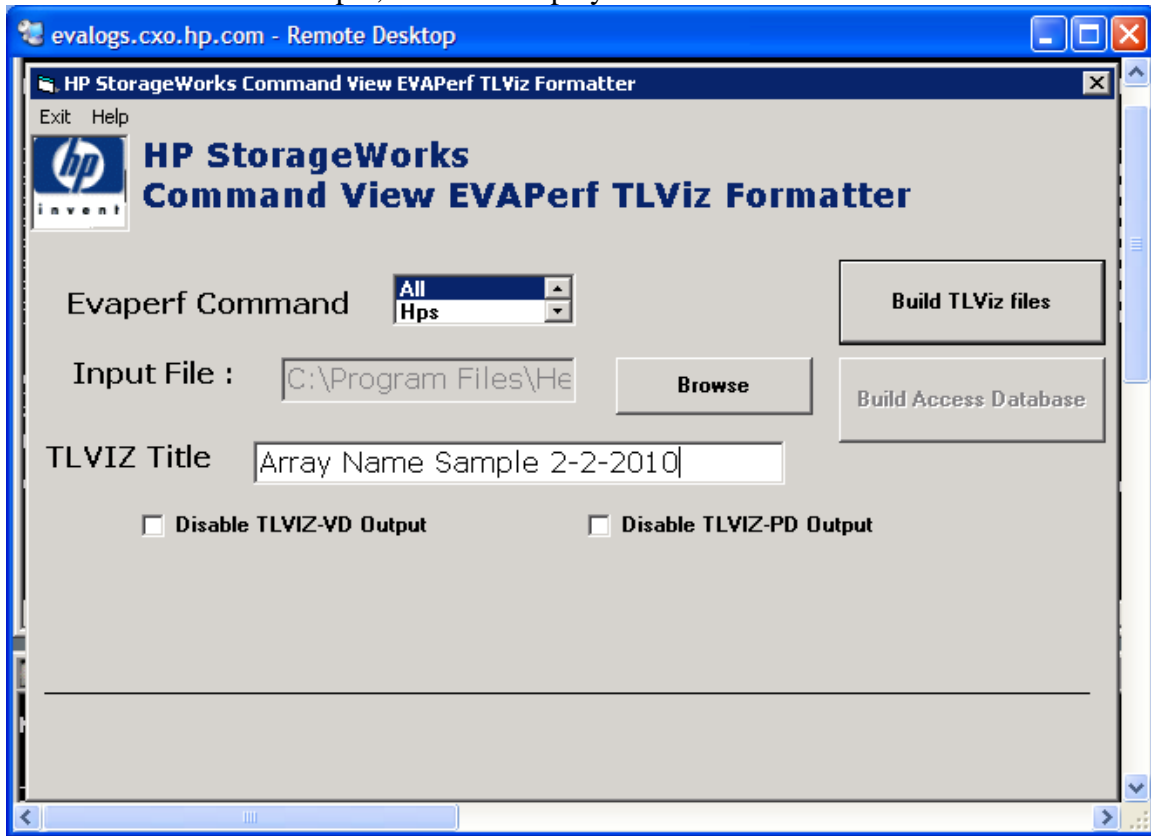 evalogs.cxo.hp.com - Remote Desktop
HP StorageWorks Command View EVAPerf TLViz Formatter
Exit Help
hp
invent
HP StorageWorks
Command View EVAPerf TLViz Formatter
Evaperf Command
All
Hps
Build TLViz files
Input File :
C:\Program Files\He
Browse
Build Access Database
TLVIZ Title
Array Name Sample 2-2-2010
Disable TLVIZ-VD Output
Disable TLVIZ-PD Output